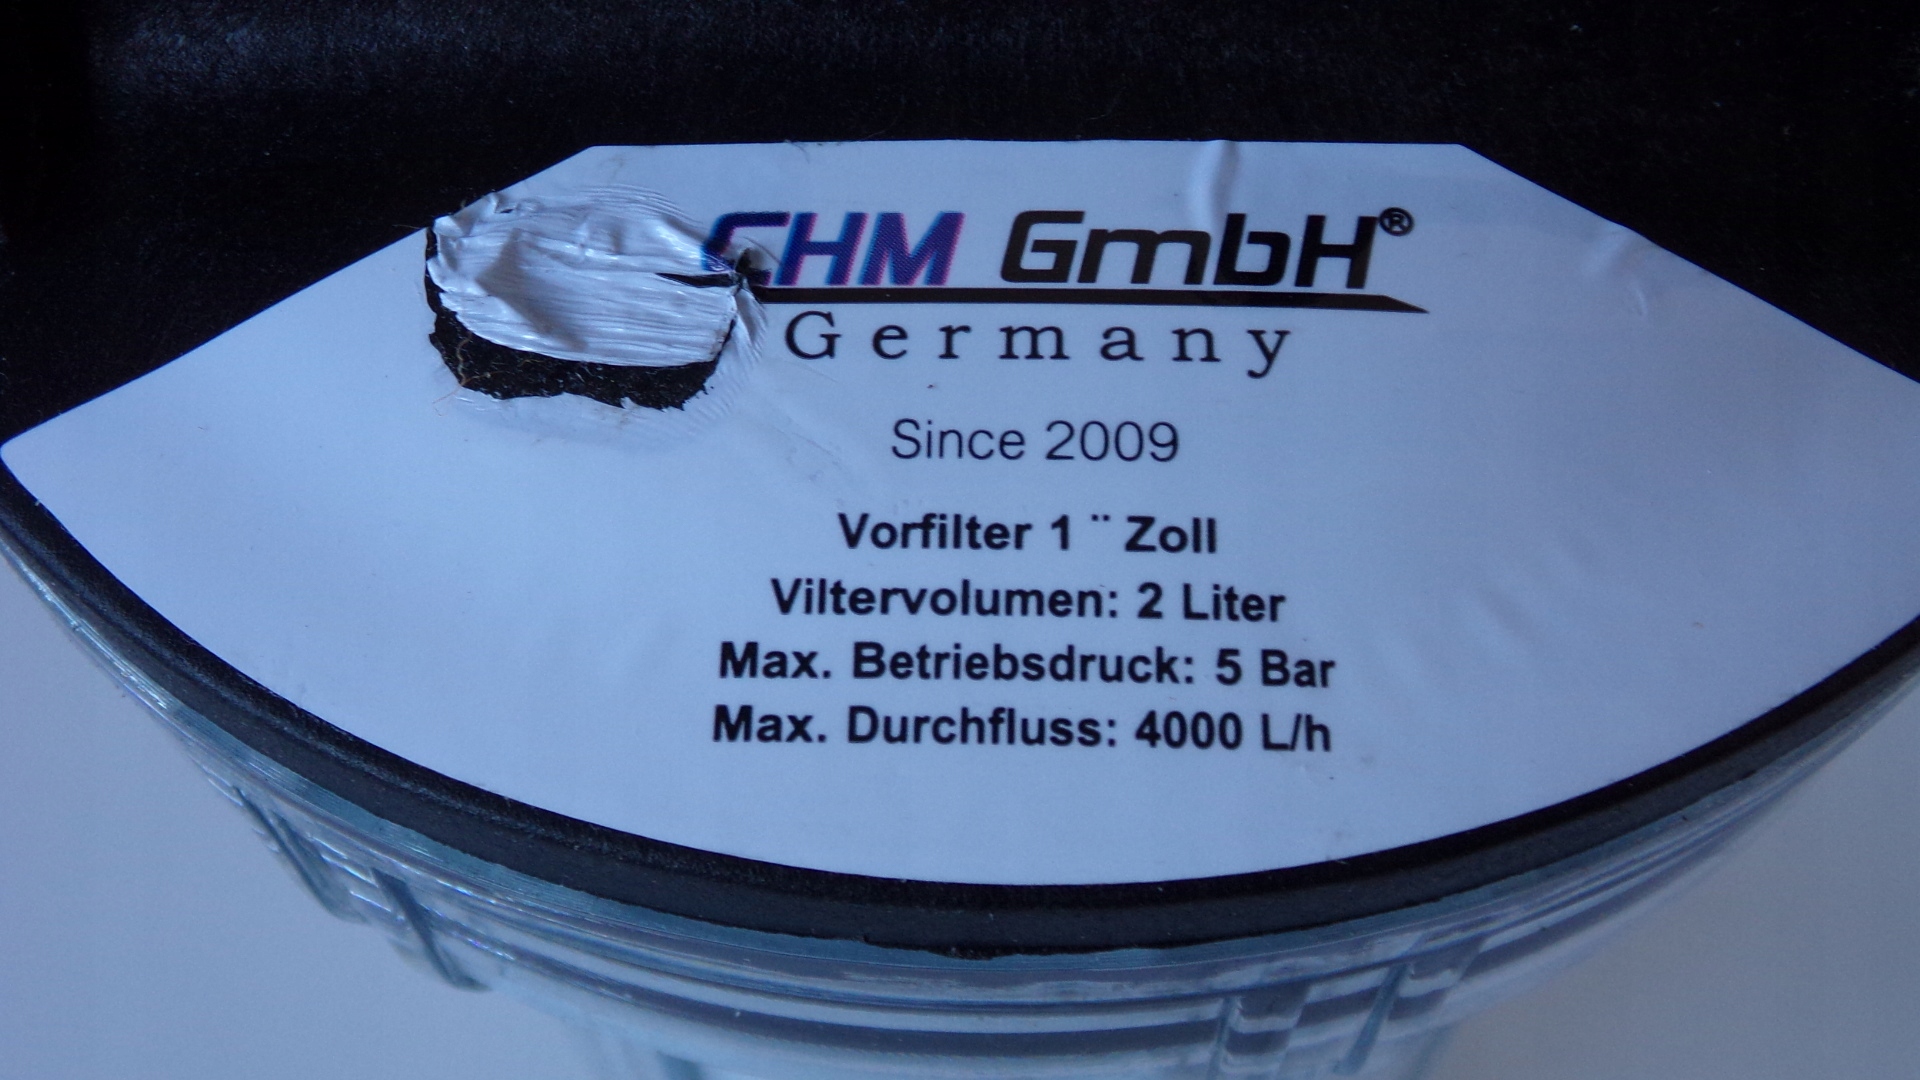 CHM GmbH®
Germany
Since 2009
Vorfilter 1 ¨ Zoll
Viltervolumen: 2 Liter
Max. Betriebsdruck: 5 Bar
Max. Durchfluss: 4000 L/h